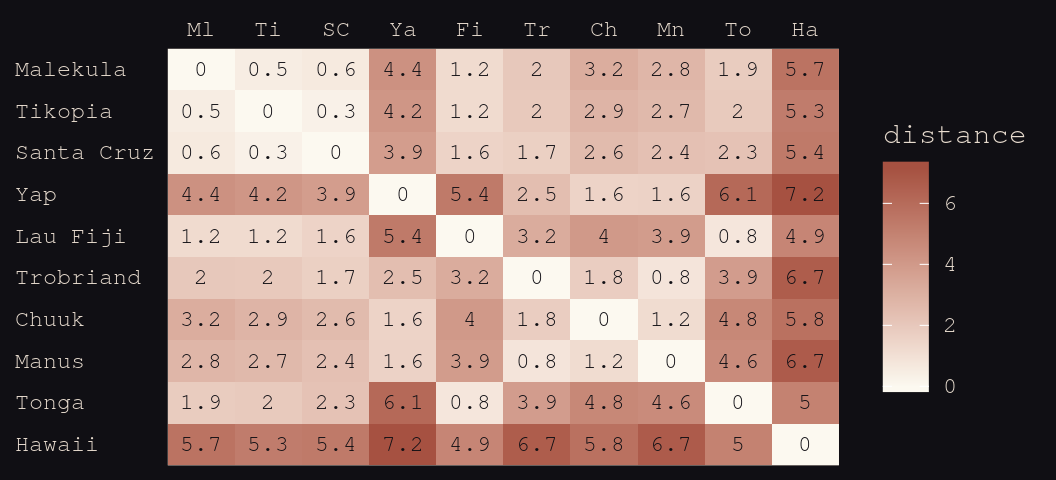 Ml Ti SC Ya Fi Tr Ch Mn To Ha
Malekula 0 0.5 0.6 4.4 1.2 2 3.2 2.8 1.9 5.7
Tikopia 0.5 0 0.3 4.2 1.2 2 2.9 2.7 2 5.3
Santa Cruz 0.6 0.3 0 3.9 1.6 1.7 2.6 2.4 2.3 5.4
Yap 4.4 4.2 3.9 0 5.4 2.5 1.6 1.6 6.1 7.2
Lau Fiji 1.2 1.2 1.6 5.4 0 3.2 4 3.9 0.8 4.9
Trobriand 2 2 1.7 2.5 3.2 0 1.8 0.8 3.9 6.7
Chuuk 3.2 2.9 2.6 1.6 4 1.8 0 1.2 4.8 5.8
Manus 2.8 2.7 2.4 1.6 3.9 0.8 1.2 0 4.6 6.7
Tonga 1.9 2 2.3 6.1 0.8 3.9 4.8 4.6 0 5
Hawaii 5.7 5.3 5.4 7.2 4.9 6.7 5.8 6.7 5 0
distance
6
4
2
0